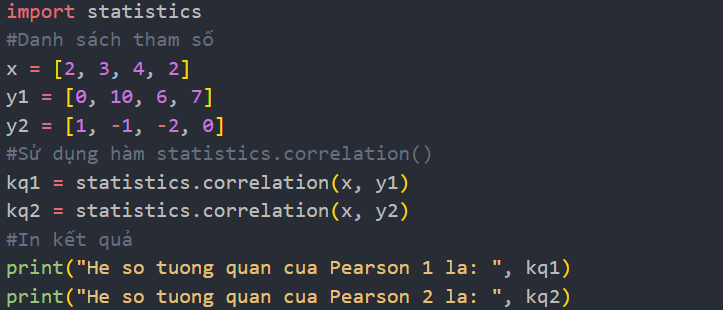 import statistics
#Danh sách tham số
x = [2, 3, 4, 2]
y1 = [0, 10, 6, 7]
y2 = [1, -1, -2, 0]
#Sử dụng hàm statistics.correlation()
kq1 = statistics.correlation(x, y1)
kq2 = statistics.correlation(x, y2)
#In kết quả
print("He so tuong quan cua Pearson 1 la: ", kq1)
print("He so tuong quan cua Pearson 2 la: ", kq2)